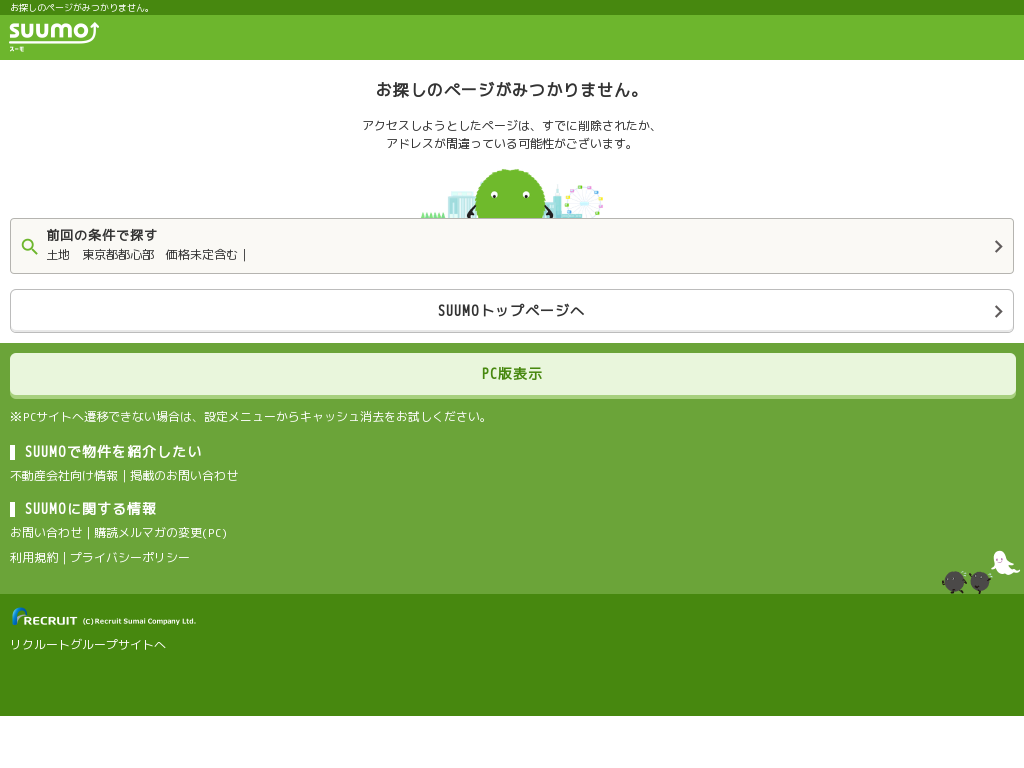 お探しのページがみつかりません。
SUUMO
スーモ
お探しのページがみつかりません。
アクセスしようとしたページは、すでに削除されたか、
アドレスが間違っている可能性がございます。
前回の条件で探す
土地　東京都都心部　価格未定含む｜
SUUMOトップページへ
PC版表示
※PCサイトへ遷移できない場合は、設定メニューからキャッシュ消去をお試しください。
SUUMOで物件を紹介したい
不動産会社向け情報｜掲載のお問い合わせ
SUUMOに関する情報
お問い合わせ｜購読メルマガの変更(PC)
利用規約｜プライバシーポリシー
RECRUIT (C)Recruit Sumai Company Ltd.
リクルートグループサイトへ